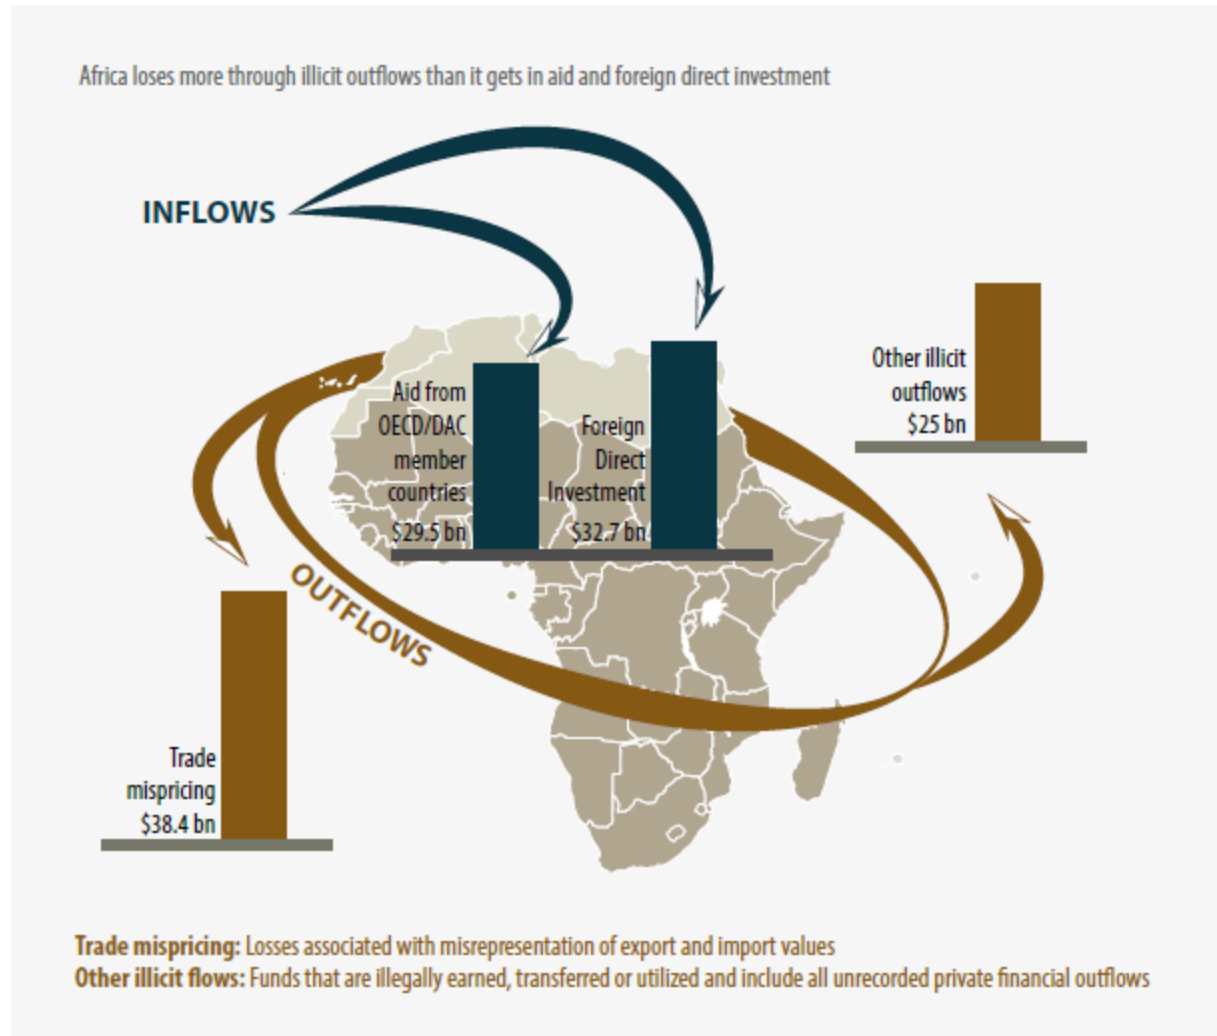 Africa loses more through illicit outflows than it gets in aid and foreign direct investment
INFLOWS
Other illicit
outflows
$25 bn
Aid from
OECD/DAC
member
countries
$29.5 bn
Foreign
Direct
Investment
$32.7 bn
OUTFLOWS
Trade
mispricing
$38.4 bn
Trade mispricing: Losses associated with misrepresentation of export and import values
Other illicit flows: Funds that are illegally earned, transferred or utilized and include all unrecorded private financial outflows